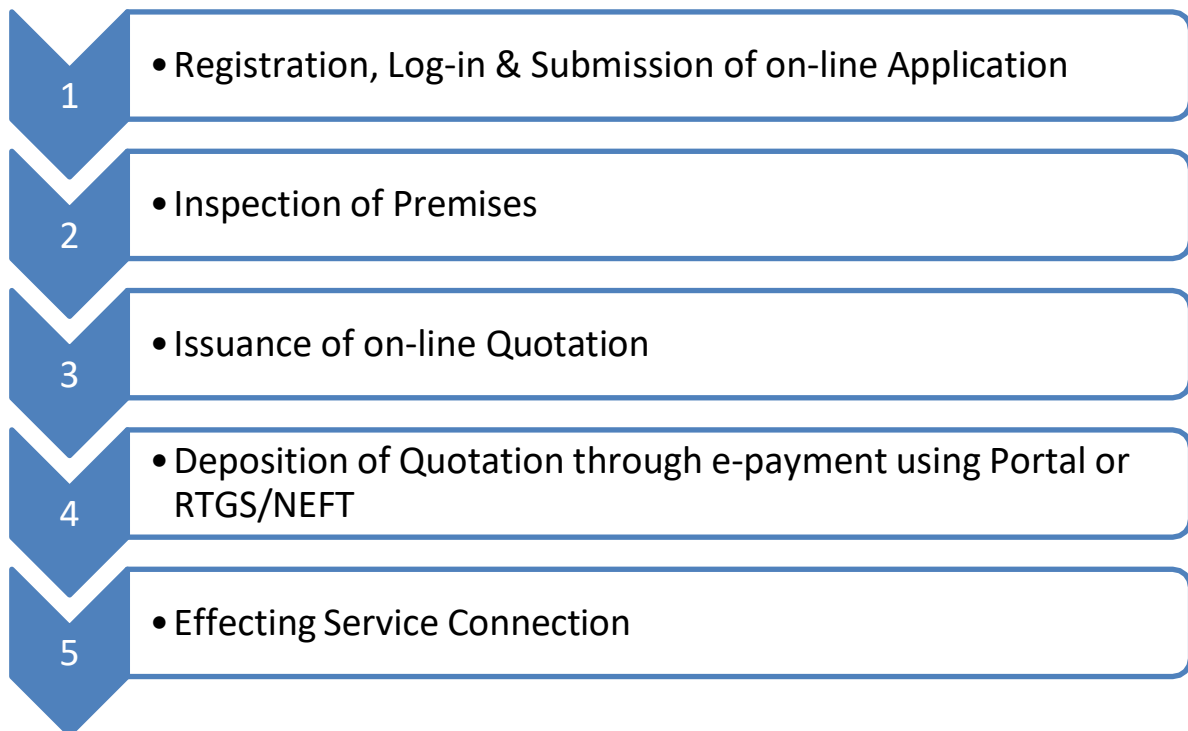 1
• Registration, Log-in & Submission of on-line Application
2
• Inspection of Premises
3
• Issuance of on-line Quotation
4
• Deposition of Quotation through e-payment using Portal or
RTGS/NEFT
5
• Effecting Service Connection